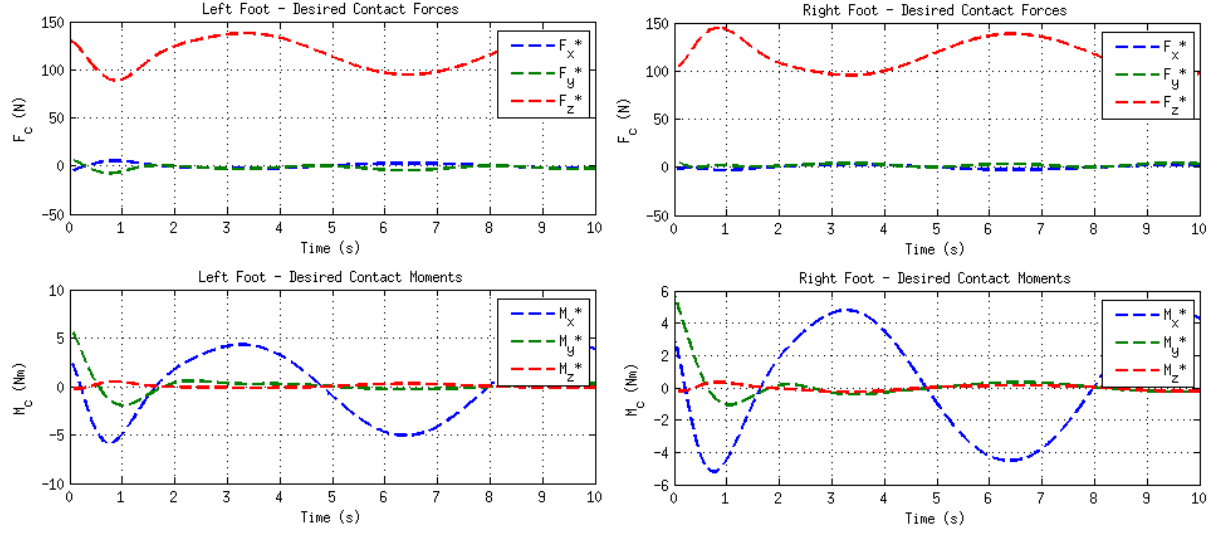 Left Foot - Desired Contact Forces
150
100
50
0
-50
F_c (N)
F_x*
F_y*
F_z*
0 1 2 3 4 5 6 7 8 9 10
Time (s)
Right Foot - Desired Contact Forces
150
100
50
0
-50
F_c (N)
F_x*
F_y*
F_z*
0 1 2 3 4 5 6 7 8 9 10
Time (s)
Left Foot - Desired Contact Moments
10
5
0
-5
-10
M_c (Nm)
M_x*
M_y*
M_z*
0 1 2 3 4 5 6 7 8 9 10
Time (s)
Right Foot - Desired Contact Moments
6
4
2
0
-2
-4
-6
M_c (Nm)
M_x*
M_y*
M_z*
0 1 2 3 4 5 6 7 8 9 10
Time (s)